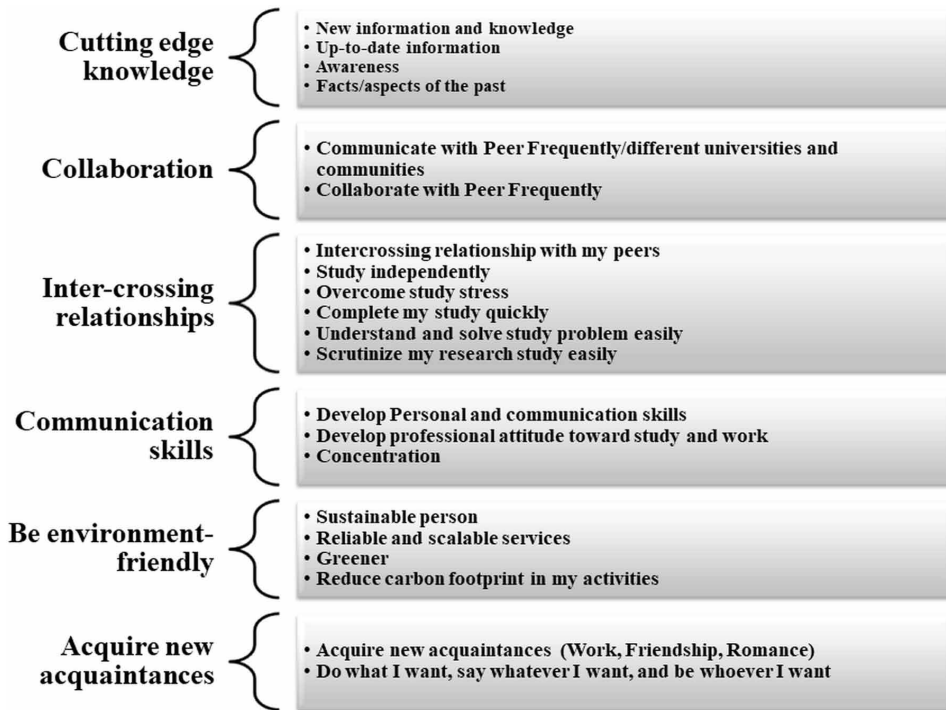 Cutting edge
knowledge
• New information and knowledge
• Up-to-date information
• Awareness
• Facts/aspects of the past
Collaboration
• Communicate with Peer Frequently/different universities and
communities
• Collaborate with Peer Frequently
Inter-crossing
relationships
• Intercrossing relationship with my peers
• Study independently
• Overcome study stress
• Complete my study quickly
• Understand and solve study problem easily
• Scrutinize my research study easily
Communication
skills
• Develop Personal and communication skills
• Develop professional attitude toward study and work
• Concentration
Be environment-
friendly
• Sustainable person
• Reliable and scalable services
• Greener
• Reduce carbon footprint in my activities
Acquire new
acquaintances
• Acquire new acquaintances (Work, Friendship, Romance)
• Do what I want, say whatever I want, and be whoever I want